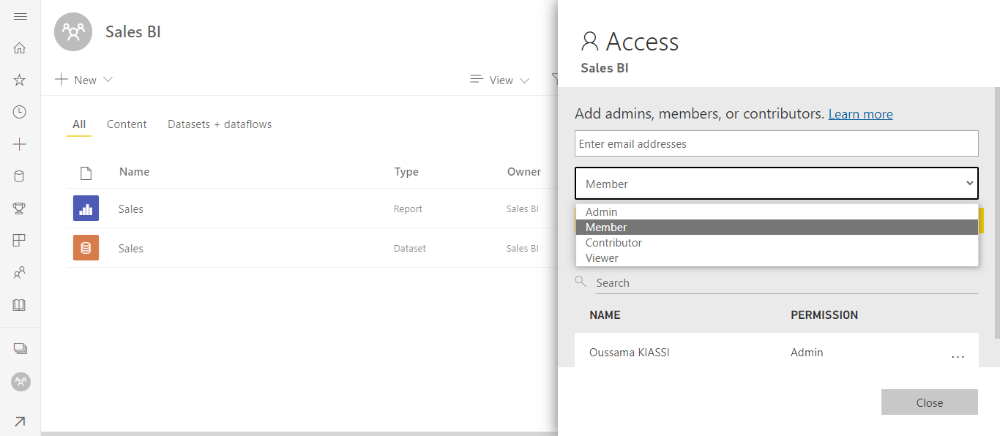 Sales BI
New
View
All
Content
Datasets + dataflows
Name
Type
Owner
Sales
Report
Sales BI
Sales
Dataset
Sales BI
Access
Sales BI
Add admins, members, or contributors. Learn more
Enter email addresses
Member
Admin
Member
Contributor
Viewer
Search
NAME
PERMISSION
Oussama KIASSI
Admin
...
Close